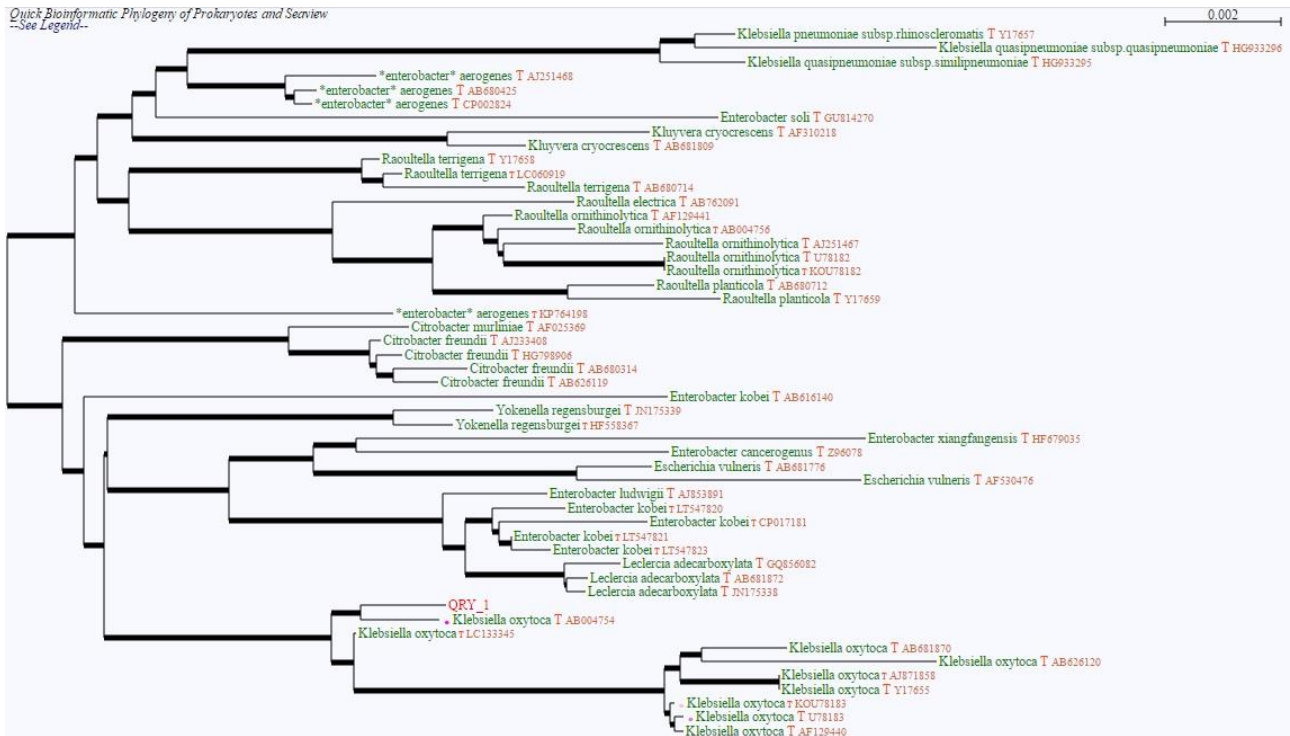 Quick Bioinformatic Phylogeny of Prokaryotes and Seaview
--See Legend--
0.002
Klebsiella pneumoniae subsp.rhinoscleromatis T Y17657
Klebsiella quasipneumoniae subsp.quasipneumoniae T HG933296
Klebsiella quasipneumoniae subsp.similipneumoniae T HG933295
*enterobacter* aerogenes T AJ251468
*enterobacter* aerogenes T AB680425
*enterobacter* aerogenes T CP002824
Enterobacter soli T GU814270
Kluyvera cryocrescens T AF310218
Kluyvera cryocrescens T AB681809
Raoultella terrigena T Y17658
Raoultella terrigena T LC060919
Raoultella terrigena T AB680714
Raoultella electrica T AB762091
Raoultella ornithinolytica T AF129441
Raoultella ornithinolytica T AB004756
Raoultella ornithinolytica T AJ251467
Raoultella ornithinolytica T U78182
Raoultella ornithinolytica T KOU78182
Raoultella planticola T AB680712
Raoultella planticola T Y17659
*enterobacter* aerogenes T KP764198
Citrobacter murliniae T AF025369
Citrobacter freundii T AJ233408
Citrobacter freundii T HG798906
Citrobacter freundii T AB680314
Citrobacter freundii T AB626119
Enterobacter kobei T AB616140
Yokenella regensburgei T JN175339
Yokenella regensburgei T HF558367
Enterobacter xiangfangensis T HF679035
Enterobacter cancerogenus T Z96078
Escherichia vulneris T AB681776
Escherichia vulneris T AF530476
Enterobacter ludwigii T AJ853891
Enterobacter kobei T LT547820
Enterobacter kobei T CP017181
Enterobacter kobei T LT547821
Enterobacter kobei T LT547823
Leclercia adecarboxylata T GQ856082
Leclercia adecarboxylata T AB681872
Leclercia adecarboxylata T JN175338
QRY_1
Klebsiella oxytoca T AB004754
Klebsiella oxytoca T LC133345
Klebsiella oxytoca T AB681870
Klebsiella oxytoca T AB626120
Klebsiella oxytoca T AJ871858
Klebsiella oxytoca T Y17655
Klebsiella oxytoca T KOU78183
Klebsiella oxytoca T U78183
Klebsiella oxytoca T AF129440